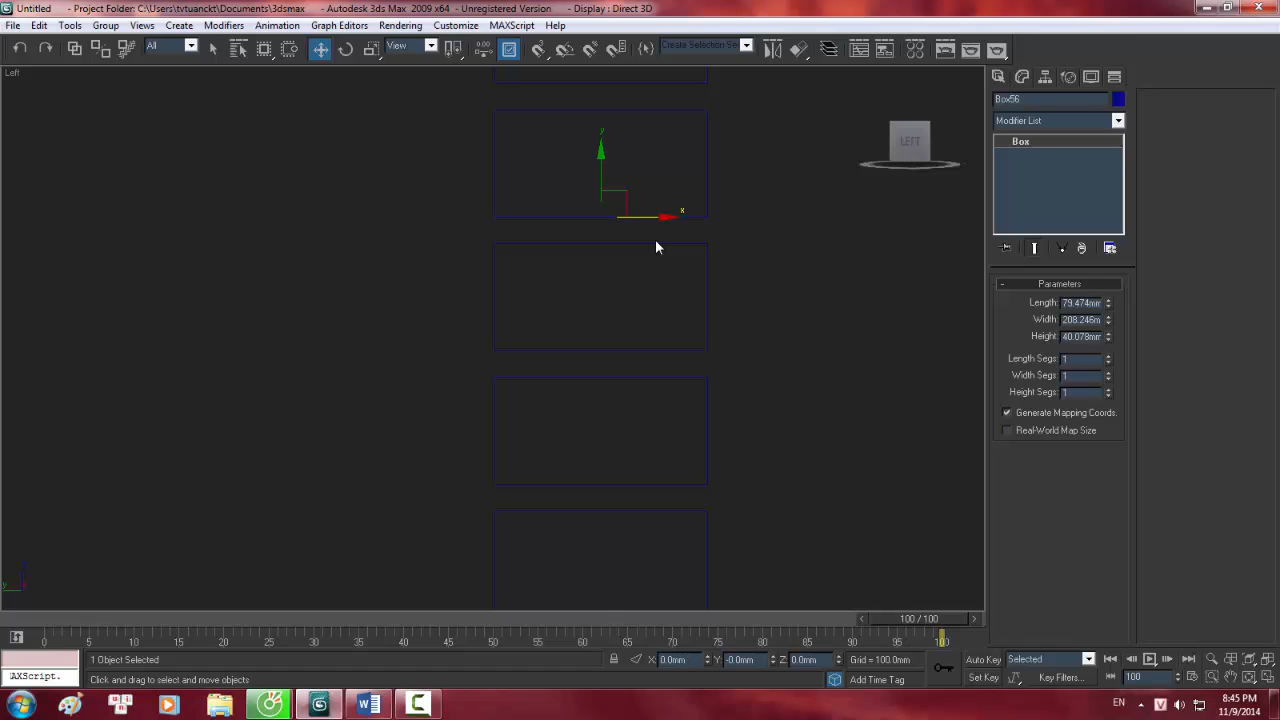 Untitled - Project Folder: C:\Users\tvtuanckt\Documents\3dsmax - Autodesk 3ds Max 2009 x64 - Unregistered Version - Display : Direct 3D
File Edit Tools Group Views Create Modifiers Animation Graph Editors Rendering Customize MAXScript Help
All View Create Selection Se
Left
LEFT
y
x
Box56
Modifier List
Box
- Parameters
Length: 79.474mm
Width: 208.246m
Height: 40.078mm
Length Segs: 1
Width Segs: 1
Height Segs: 1
Generate Mapping Coords.
Real-World Map Size
y
100 / 100
0 5 10 15 20 25 30 35 40 45 50 55 60 65 70 75 80 85 90 95 100
1 Object Selected X: 0.0mm Y: -0.0mm Z: 0.0mm Grid = 100.0mm Auto Key Selected
AXScript. Click and drag to select and move objects Add Time Tag Set Key Key Filters... 100
EN 8:45 PM
11/9/2014